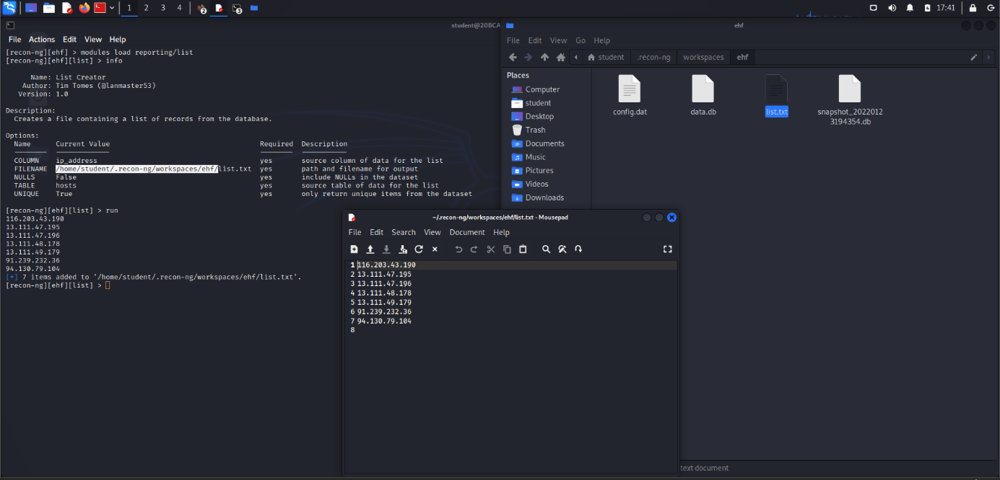 1 2 3 4 2 3 17:41
student@20BCA
File Actions Edit View Help
[recon-ng][ehf] > modules load reporting/list
[recon-ng][ehf][list] > info
Name: List Creator
Author: Tim Tomes (@lanmaster53)
Version: 1.0
Description:
Creates a file containing a list of records from the database.
Options:
Name Current Value Required Description
COLUMN ip_address yes source column of data for the list
FILENAME /home/student/.recon-ng/workspaces/ehf/list.txt yes path and filename for output
NULLS False yes include NULLs in the dataset
TABLE hosts yes source table of data for the list
UNIQUE True yes only return unique items from the dataset
[recon-ng][ehf][list] > run
116.203.43.190
13.111.47.195
13.111.47.196
13.111.48.178
13.111.49.179
91.239.232.36
94.130.79.104
[*] 7 items added to '/home/student/.recon-ng/workspaces/ehf/list.txt'.
[recon-ng][ehf][list] >
ehf
File Edit View Go Help
student .recon-ng workspaces ehf
Places
Computer
student
Desktop
Trash
Documents
Music
Pictures
Videos
Downloads
config.dat
data.db
list.txt
snapshot_2022012
3194354.db
text document
~/.recon-ng/workspaces/ehf/list.txt - Mousepad
File Edit Search View Document Help
1 116.203.43.190
2 13.111.47.195
3 13.111.47.196
4 13.111.48.178
5 13.111.49.179
6 91.239.232.36
7 94.130.79.104
8